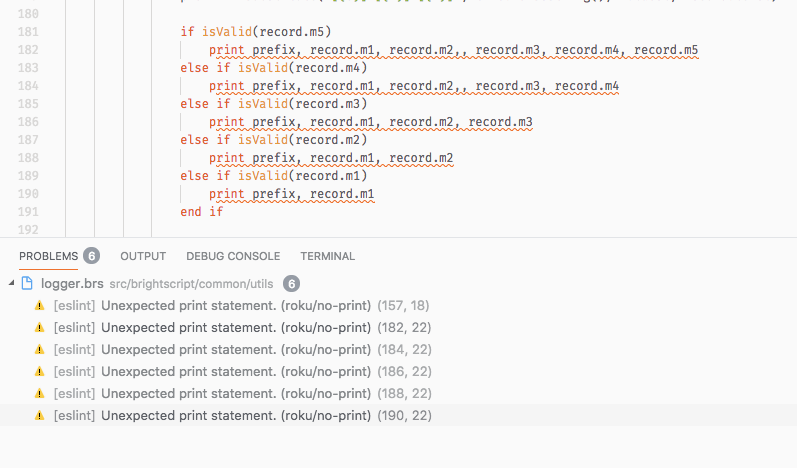 180
181 if isValid(record.m5)
182 print prefix, record.m1, record.m2,, record.m3, record.m4, record.m5
183 else if isValid(record.m4)
184 print prefix, record.m1, record.m2,, record.m3, record.m4
185 else if isValid(record.m3)
186 print prefix, record.m1, record.m2, record.m3
187 else if isValid(record.m2)
188 print prefix, record.m1, record.m2
189 else if isValid(record.m1)
190 print prefix, record.m1
191 end if
192
PROBLEMS 6 OUTPUT DEBUG CONSOLE TERMINAL
logger.brs src/brightscript/common/utils 6
[eslint] Unexpected print statement. (roku/no-print) (157, 18)
[eslint] Unexpected print statement. (roku/no-print) (182, 22)
[eslint] Unexpected print statement. (roku/no-print) (184, 22)
[eslint] Unexpected print statement. (roku/no-print) (186, 22)
[eslint] Unexpected print statement. (roku/no-print) (188, 22)
[eslint] Unexpected print statement. (roku/no-print) (190, 22)